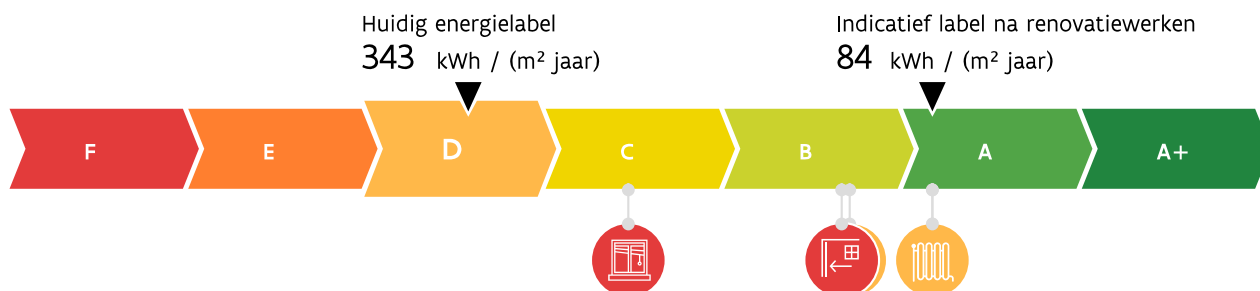 Huidig energielabel
343 kWh / (m² jaar)
Indicatief label na renovatiewerken
84 kWh / (m² jaar)
F E D C B A A+